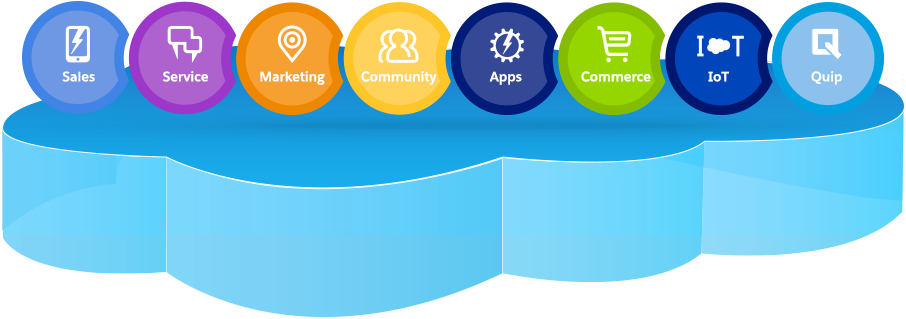 Sales
Service
Marketing
Community
Apps
Commerce
I T
IoT
Quip